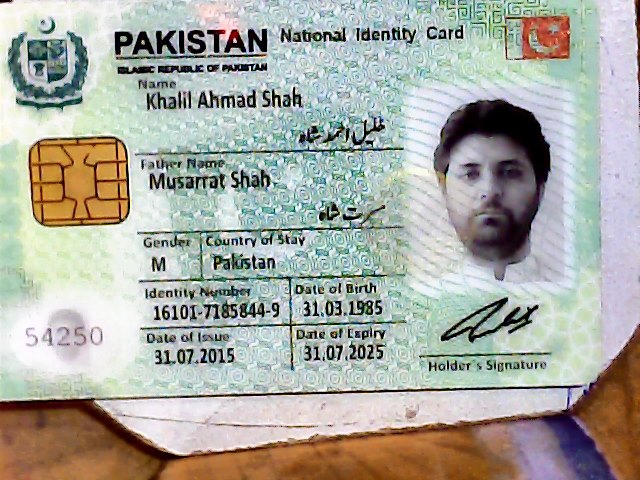 PAKISTAN National Identity Card
ISLAMIC REPUBLIC OF PAKISTAN
Name
Khalil Ahmad Shah
خلیل احمد شاہ
Father Name
Musarrat Shah
مسرت شاہ
Gender Country of Stay
M Pakistan
Identity Number Date of Birth
16101-7185844-9 31.03.1985
Date of Issue Date of Expiry
31.07.2015 31.07.2025
54250
Holder's Signature